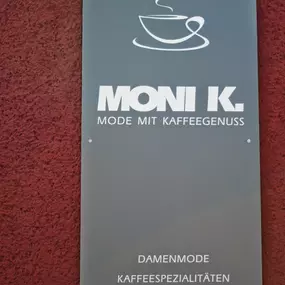 MONI K.
MODE MIT KAFFEEGENUSS
DAMENMODE
KAFFEESPEZIALITÄTEN